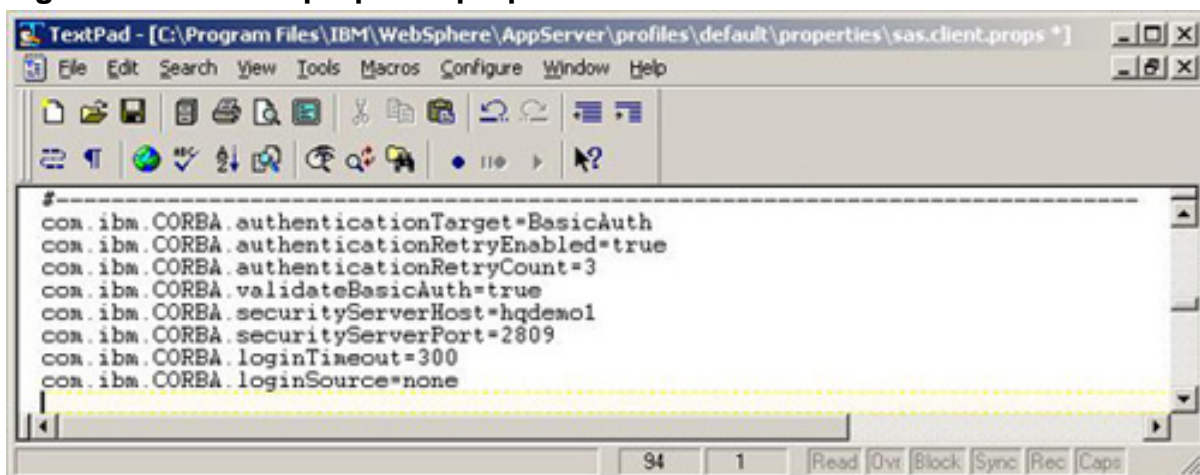 TextPad - [C:\Program Files\IBM\WebSphere\AppServer\profiles\default\properties\sas.client.props *]
File Edit Search View Tools Macros Configure Window Help
#------------------------------------------------------------------------------
com.ibm.CORBA.authenticationTarget=BasicAuth
com.ibm.CORBA.authenticationRetryEnabled=true
com.ibm.CORBA.authenticationRetryCount=3
com.ibm.CORBA.validateBasicAuth=true
com.ibm.CORBA.securityServerHost=hqdemo1
com.ibm.CORBA.securityServerPort=2809
com.ibm.CORBA.loginTimeout=300
com.ibm.CORBA.loginSource=none
94 1 Read Ovr Block Sync Rec Caps